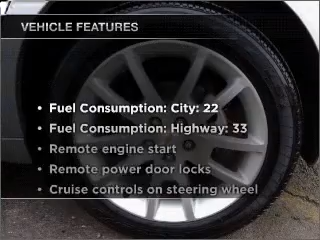 VEHICLE FEATURES
• Fuel Consumption: City: 22
• Fuel Consumption: Highway: 33
• Remote engine start
• Remote power door locks
• Cruise controls on steering wheel